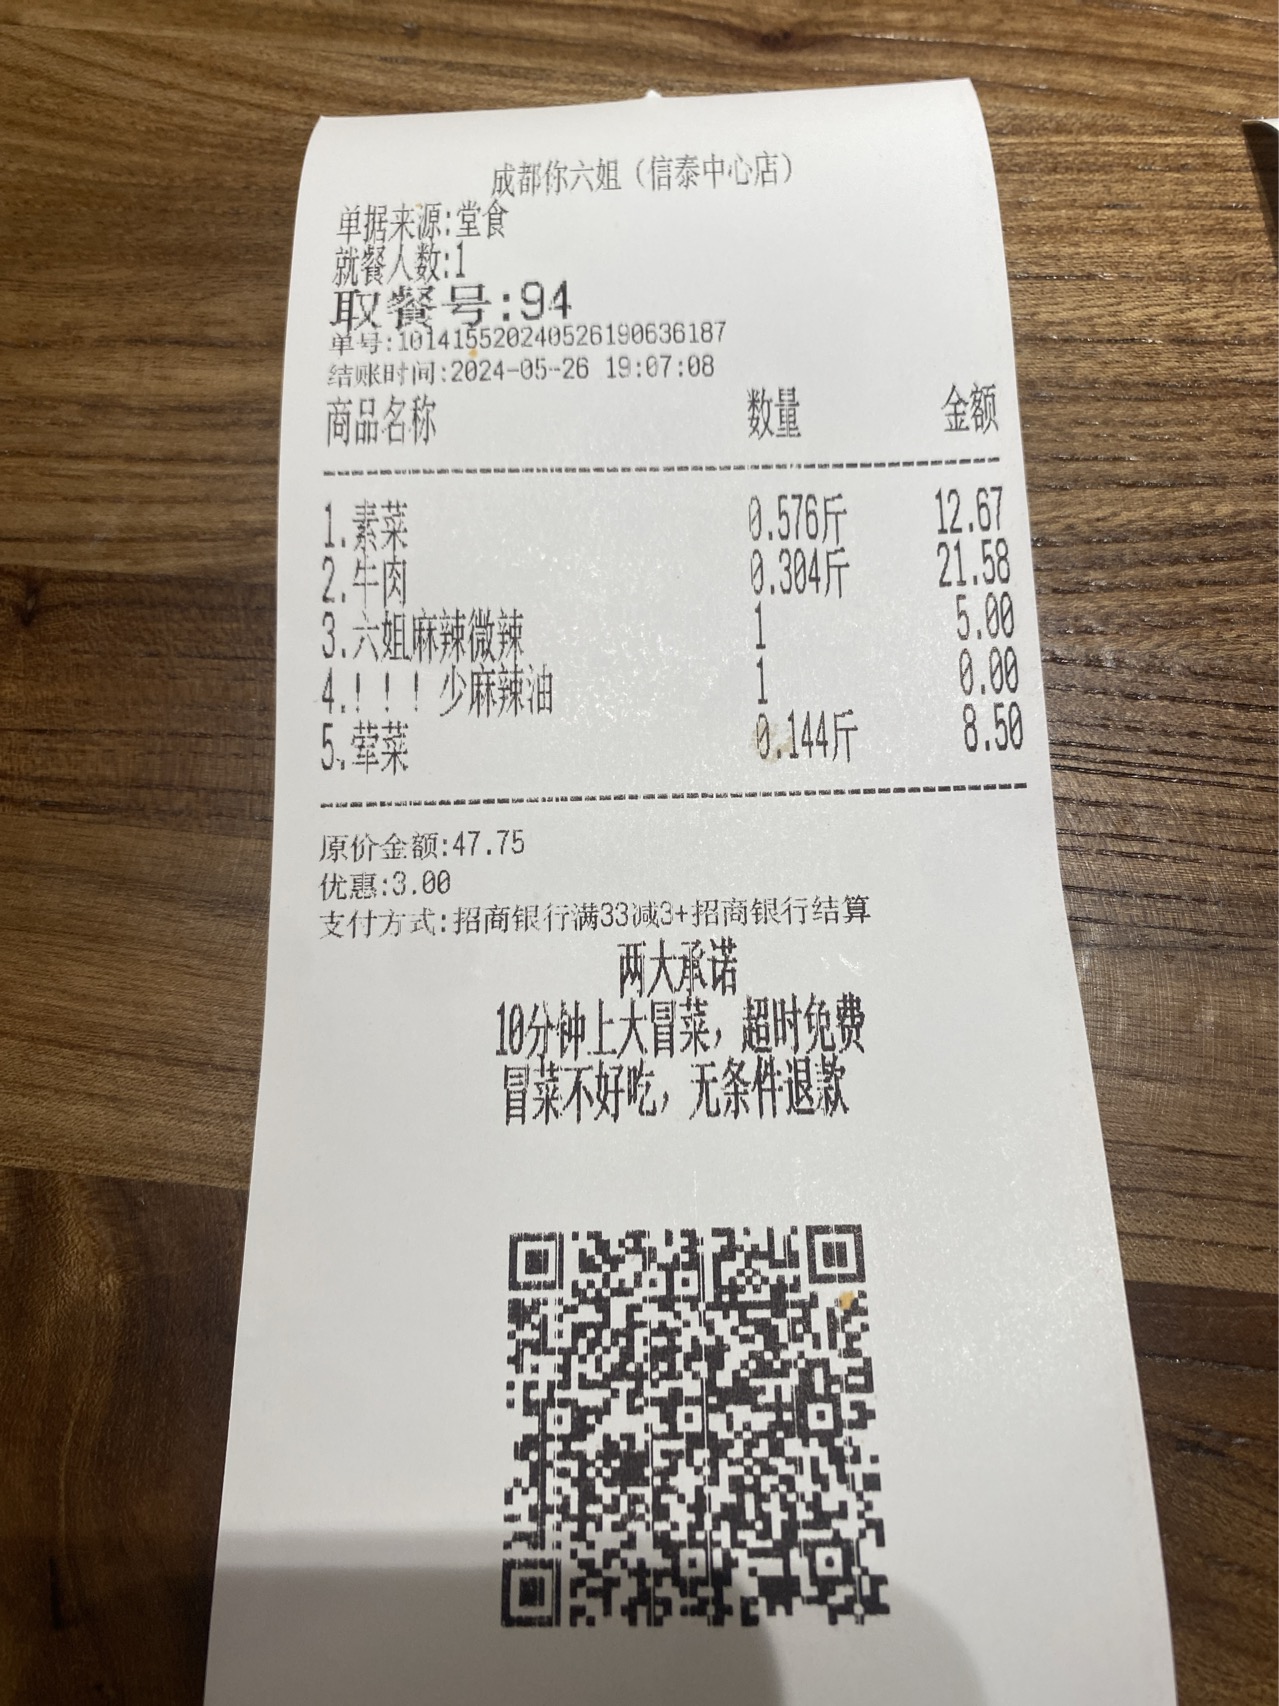 成都你六姐（信泰中心店）
单据来源:堂食
就餐人数:1
取餐号:94
单号:101415520240526190636187
结账时间:2024-05-26 19:07:08
商品名称 数量 金额
1.素菜 0.576斤 12.67
2.牛肉 0.304斤 21.58
3.六姐麻辣微辣 1 5.00
4.！！！少麻辣油 1 0.00
5.荤菜 0.144斤 8.50
原价金额:47.75
优惠:3.00
支付方式:招商银行满33减3+招商银行结算
两大承诺
10分钟上大冒菜，超时免费
冒菜不好吃，无条件退款